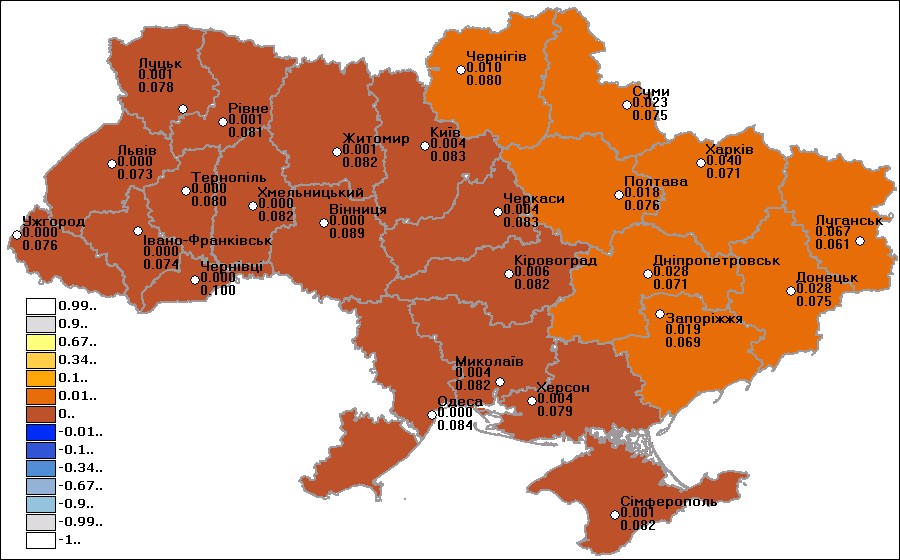 Чернігів
0.010
0.080
Луцьк
0.001
0.078
Суми
0.023
0.075
Рівне
0.001
0.081
Житомир
0.001
0.082
Київ
0.004
0.083
Львів
0.000
0.073
Харків
0.040
0.071
Тернопіль
0.000
0.080
Хмельницький
0.000
0.082
Полтава
0.018
0.076
Вінниця
0.000
0.089
Черкаси
0.004
0.083
Ужгород
0.000
0.076
Луганськ
0.067
0.061
Івано-Франківськ
0.000
0.074
Чернівці
0.000
0.100
Кіровоград
0.006
0.082
Дніпропетровськ
0.028
0.071
Донецьк
0.028
0.075
Запоріжжя
0.019
0.069
Миколаїв
0.004
0.082
Херсон
0.004
0.079
Одеса
0.000
0.084
Сімферополь
0.001
0.082
0.99..
0.9..
0.67..
0.34..
0.1..
0.01..
0..
-0.01..
-0.1..
-0.34..
-0.67..
-0.9..
-0.99..
-1..